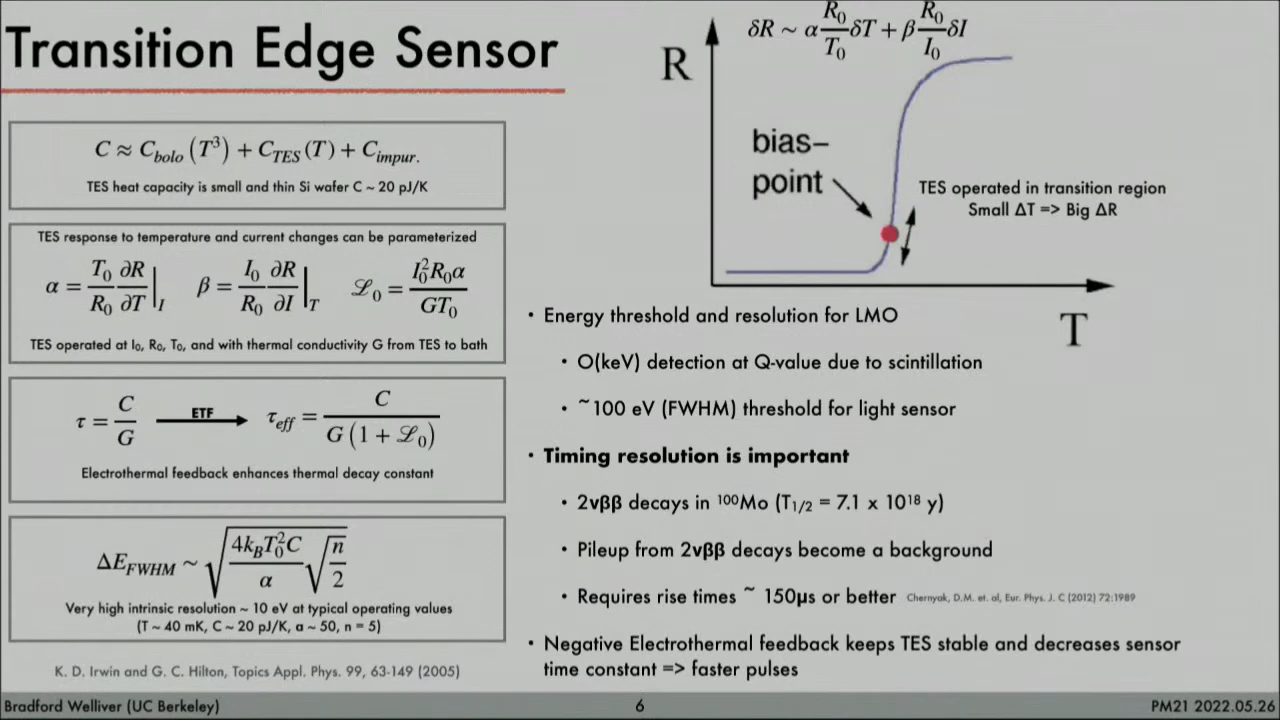 Transition Edge Sensor
C ≈ C_bolo (T³) + C_TES (T) + C_impur.
TES heat capacity is small and thin Si wafer C ~ 20 pJ/K
TES response to temperature and current changes can be parameterized
α = T₀/R₀ ∂R/∂T |_I β = I₀/R₀ ∂R/∂I |_T ℒ₀ = I₀²R₀α/GT₀
TES operated at I₀, R₀, T₀, and with thermal conductivity G from TES to bath
τ = C/G ETF τ_eff = C/G(1 + ℒ₀)
Electrothermal feedback enhances thermal decay constant
ΔE_FWHM ~ √(4k_BT₀²C/α) √(n/2)
Very high intrinsic resolution ~ 10 eV at typical operating values
(T ~ 40 mK, C ~ 20 pJ/K, α ~ 50, n = 5)
K. D. Irwin and G. C. Hilton, Topics Appl. Phys. 99, 63-149 (2005)
δR ~ α R₀/T₀ δT + β R₀/I₀ δI
R
bias-
point
TES operated in transition region
Small ΔT => Big ΔR
T
• Energy threshold and resolution for LMO
• O(keV) detection at Q-value due to scintillation
• ~100 eV (FWHM) threshold for light sensor
• Timing resolution is important
• 2νββ decays in ¹⁰⁰Mo (T₁/₂ = 7.1 x 10¹⁸ y)
• Pileup from 2νββ decays become a background
• Requires rise times ~ 150μs or better Chernyak, D.M. et. al, Eur. Phys. J. C (2012) 72:1989
• Negative Electrothermal feedback keeps TES stable and decreases sensor
time constant => faster pulses
Bradford Welliver (UC Berkeley) 6 PM21 2022.05.26